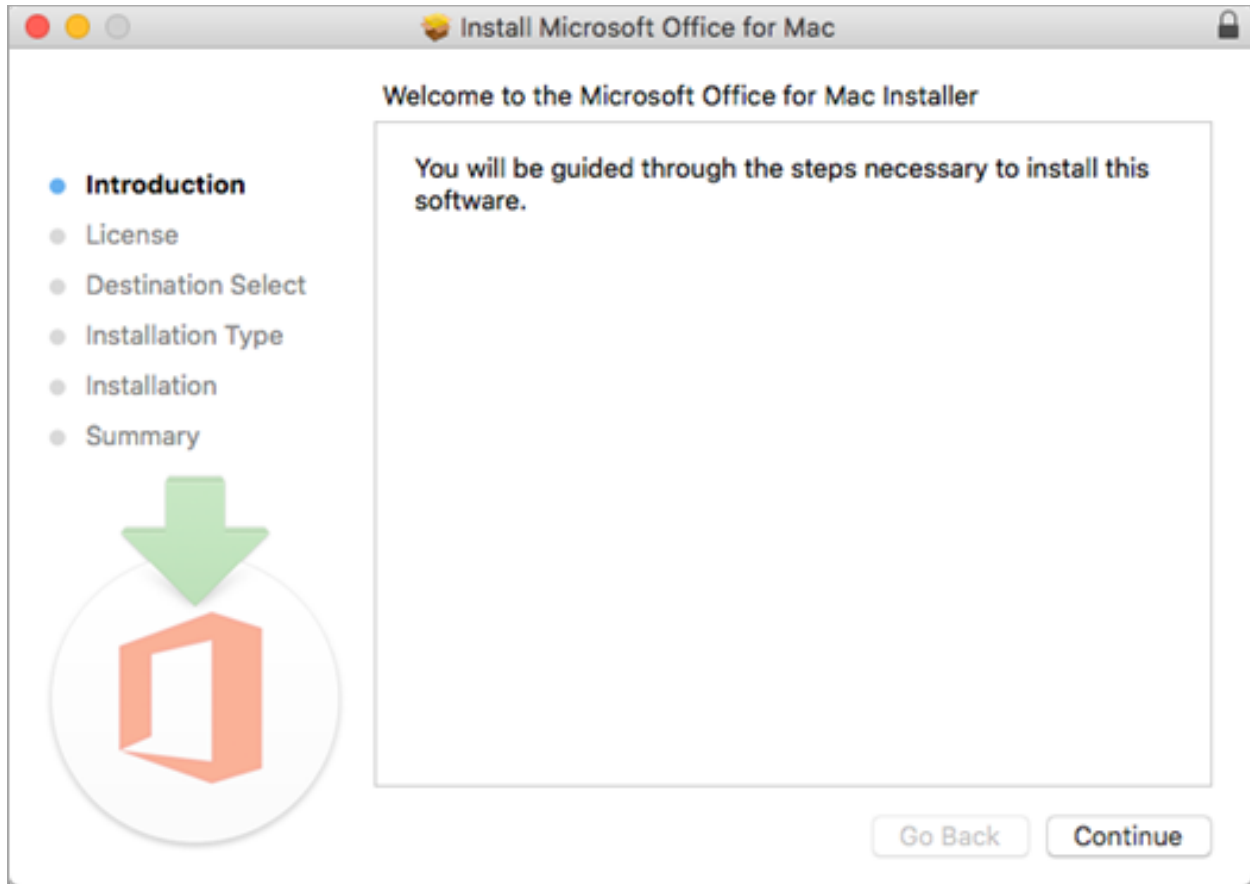 Install Microsoft Office for Mac
Welcome to the Microsoft Office for Mac Installer
You will be guided through the steps necessary to install this
software.
Introduction
License
Destination Select
Installation Type
Installation
Summary
Go Back
Continue